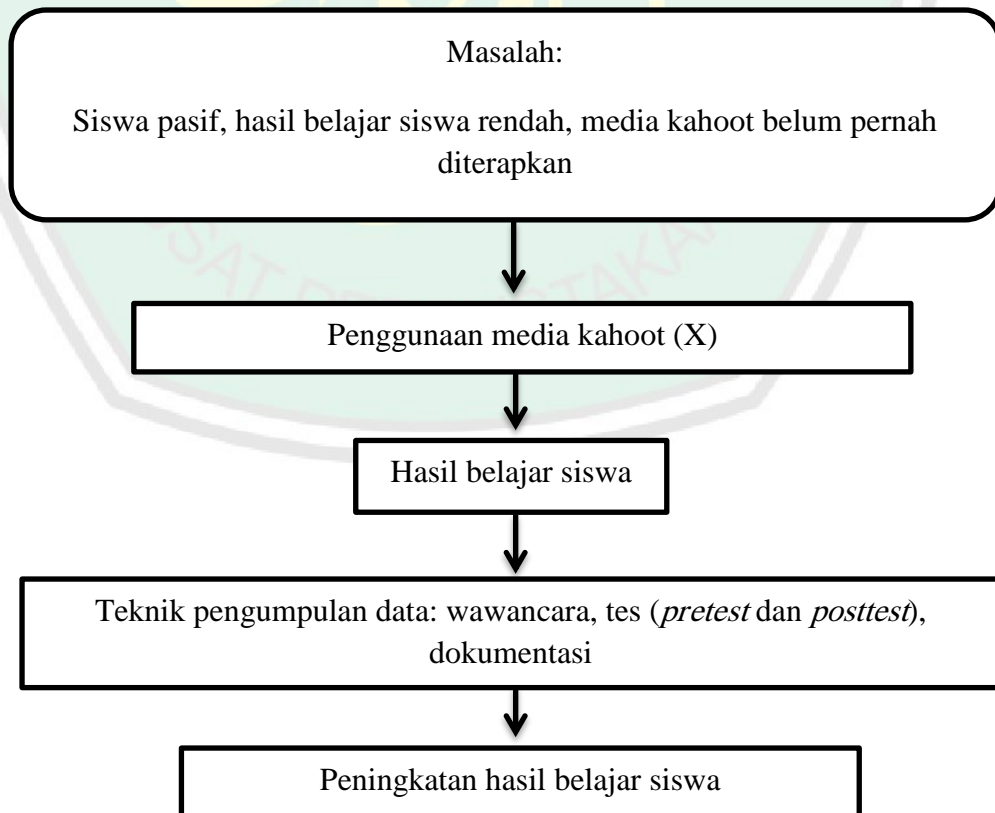 Masalah:
Siswa pasif, hasil belajar siswa rendah, media kahoot belum pernah
diterapkan
Penggunaan media kahoot (X)
Hasil belajar siswa
Teknik pengumpulan data: wawancara, tes (pretest dan posttest),
dokumentasi
Peningkatan hasil belajar siswa